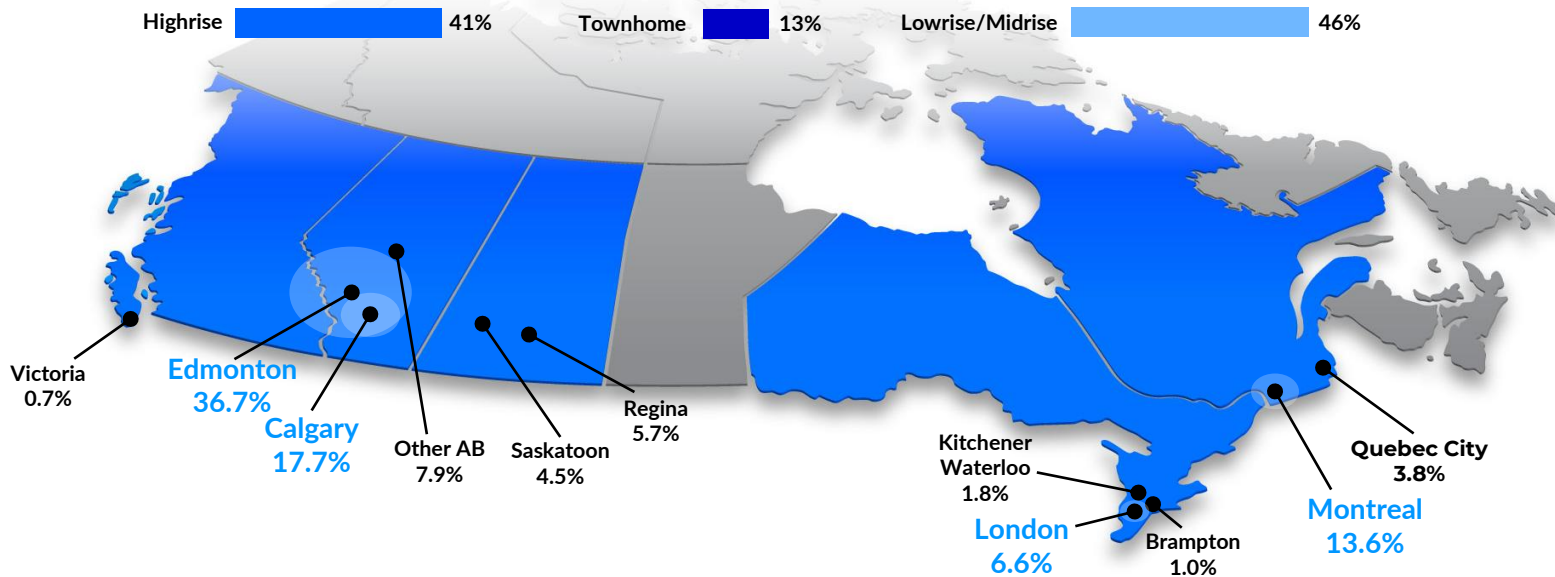 Highrise 41% Townhome 13% Lowrise/Midrise 46%
Victoria
0.7%
Edmonton
36.7%
Calgary
17.7%
Other AB
7.9%
Saskatoon
4.5%
Regina
5.7%
Kitchener
Waterloo
1.8%
London
6.6%
Brampton
1.0%
Montreal
13.6%
Quebec City
3.8%